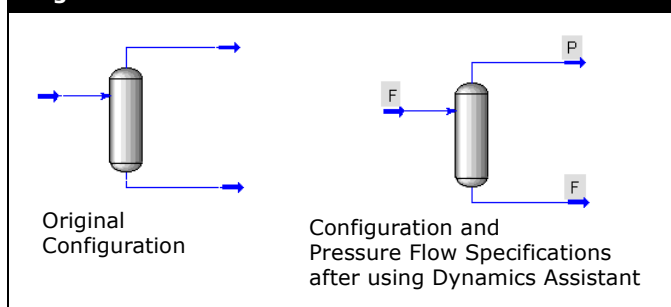 P
F
F
Original
Configuration
Configuration and
Pressure Flow Specifications
after using Dynamics Assistant